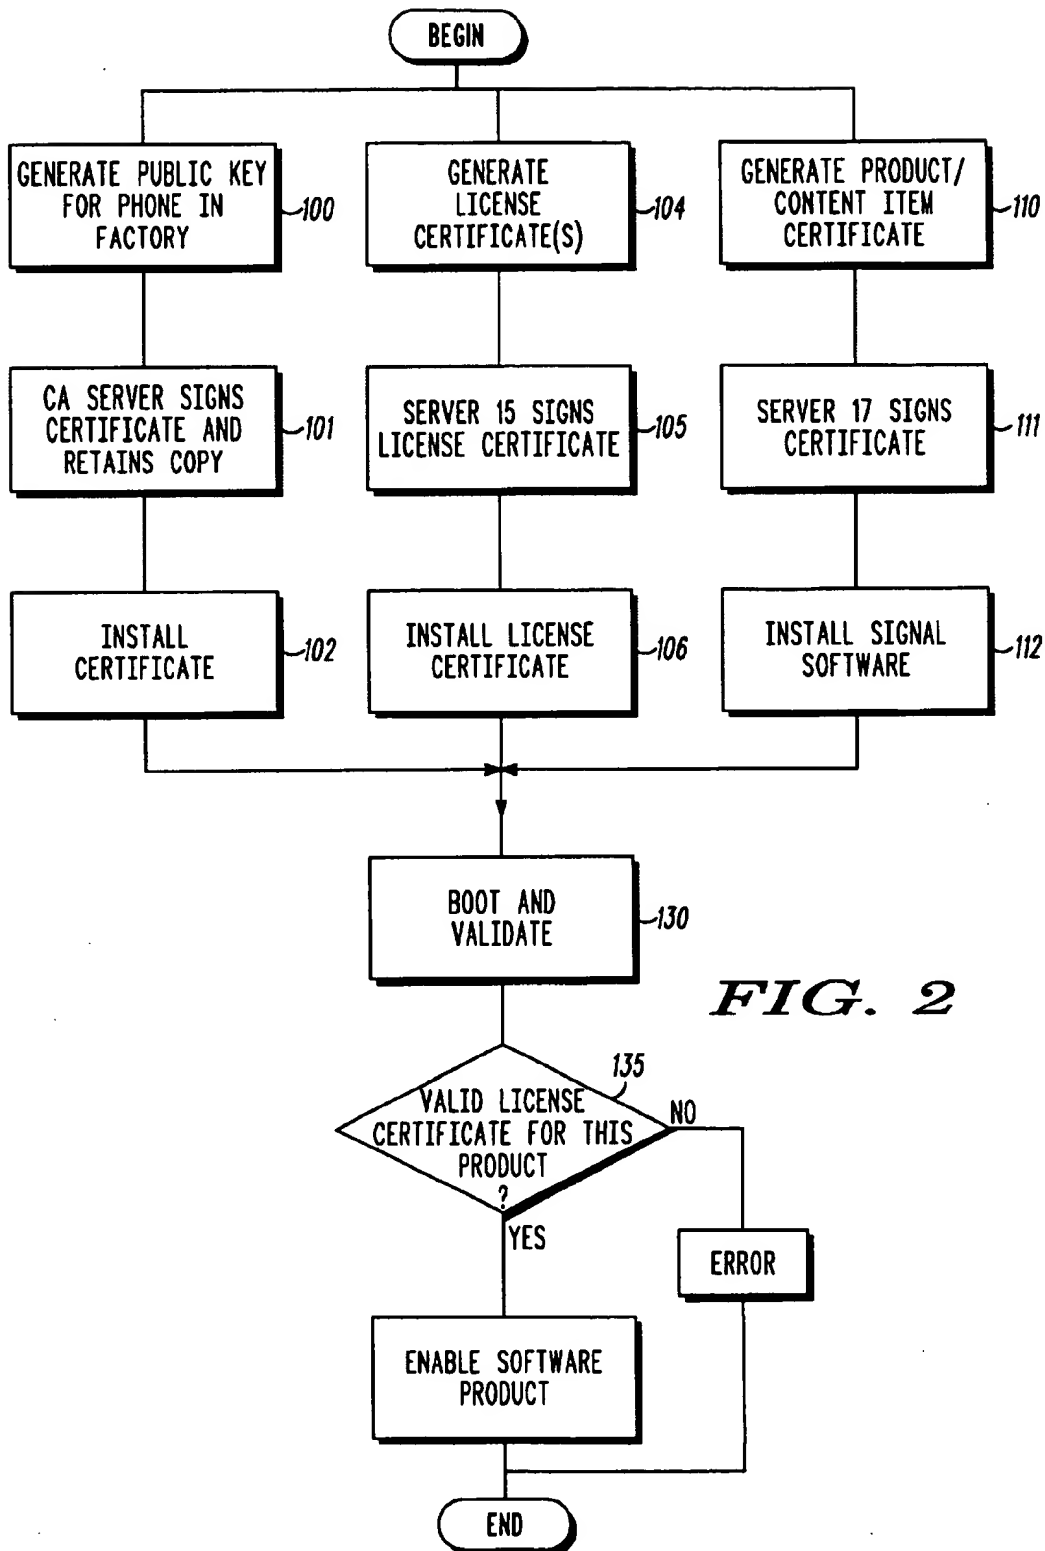 BEGIN
GENERATE PUBLIC KEY
FOR PHONE IN
FACTORY
100
GENERATE
LICENSE
CERTIFICATE(S)
104
GENERATE PRODUCT/
CONTENT ITEM
CERTIFICATE
110
CA SERVER SIGNS
CERTIFICATE AND
RETAINS COPY
101
SERVER 15 SIGNS
LICENSE CERTIFICATE
105
SERVER 17 SIGNS
CERTIFICATE
111
INSTALL
CERTIFICATE
102
INSTALL LICENSE
CERTIFICATE
106
INSTALL SIGNAL
SOFTWARE
112
BOOT AND
VALIDATE
130
FIG. 2
135
VALID LICENSE
CERTIFICATE FOR THIS
PRODUCT
?
NO
YES
ERROR
ENABLE SOFTWARE
PRODUCT
END